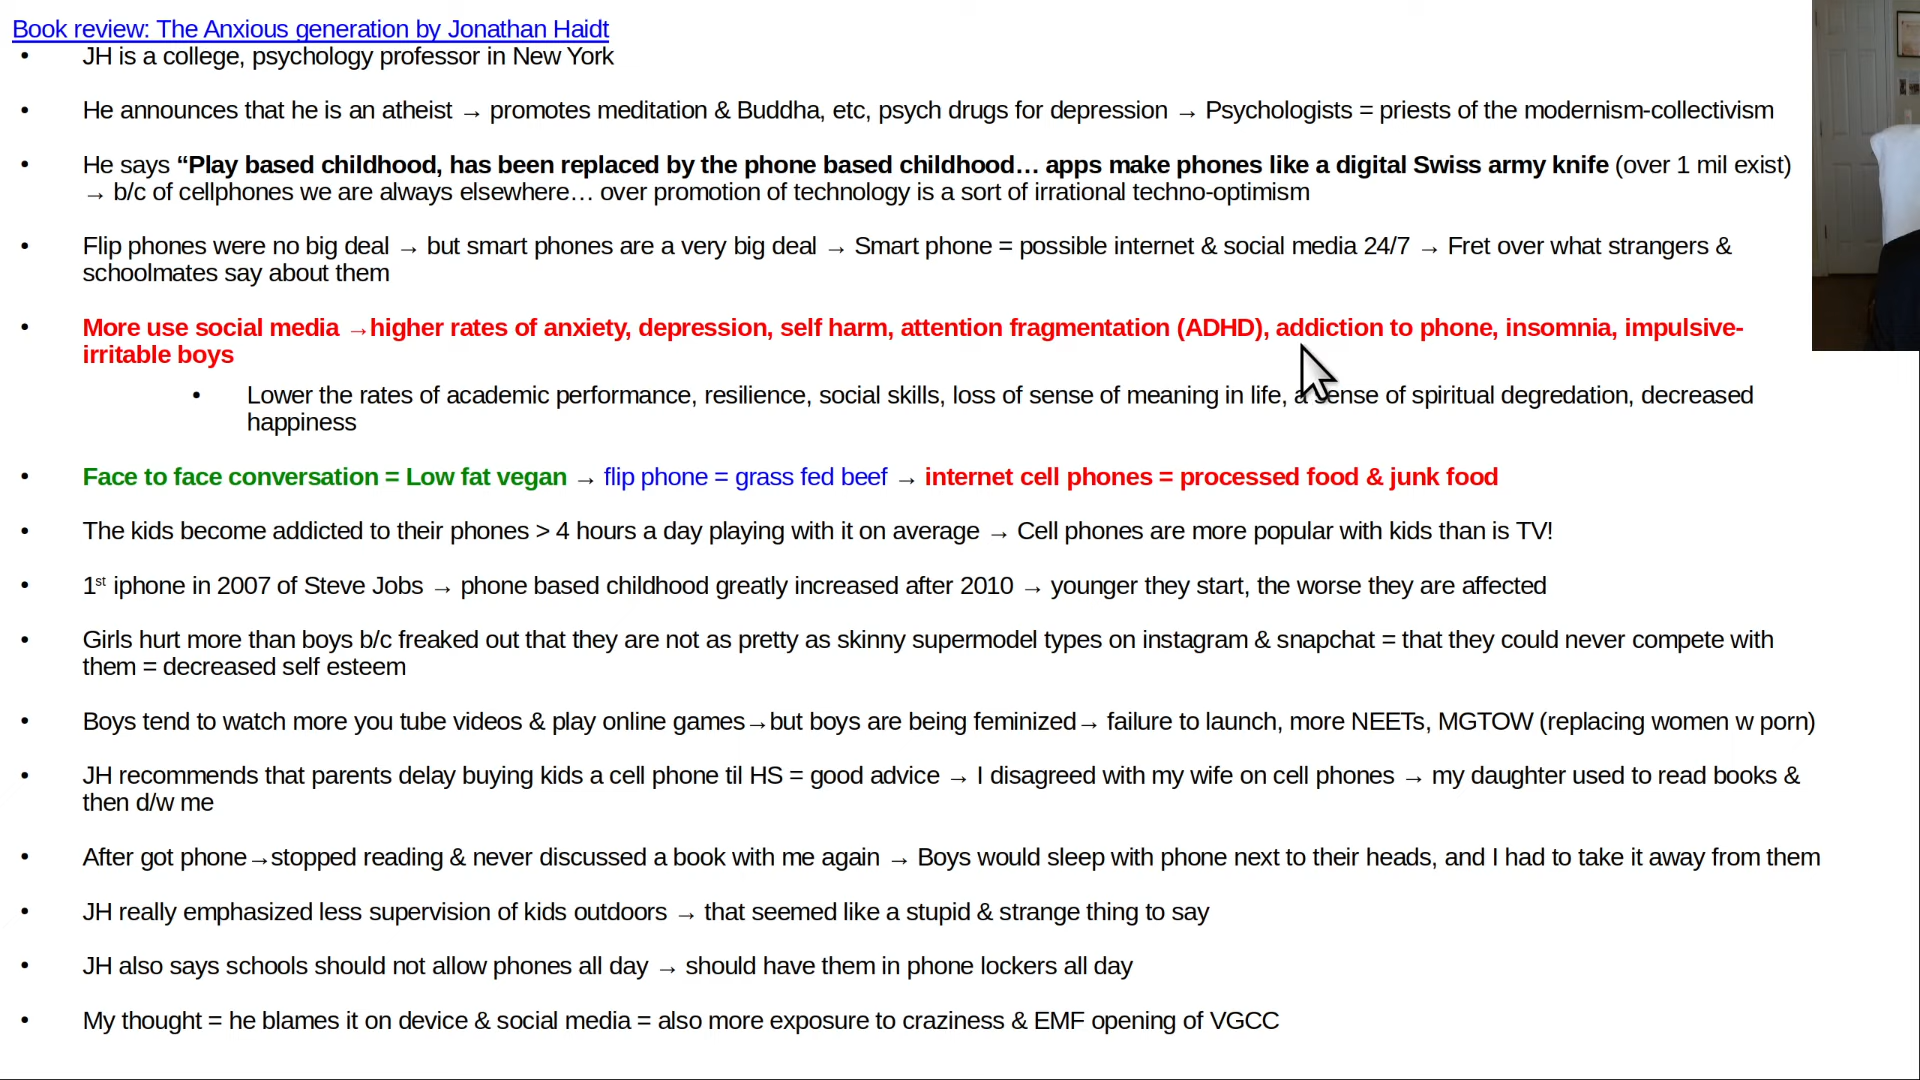 Book review: The Anxious generation by Jonathan Haidt
• JH is a college, psychology professor in New York
• He announces that he is an atheist → promotes meditation & Buddha, etc, psych drugs for depression → Psychologists = priests of the modernism-collectivism
• He says “Play based childhood, has been replaced by the phone based childhood… apps make phones like a digital Swiss army knife (over 1 mil exist)
→ b/c of cellphones we are always elsewhere… over promotion of technology is a sort of irrational techno-optimism
• Flip phones were no big deal → but smart phones are a very big deal → Smart phone = possible internet & social media 24/7 → Fret over what strangers &
schoolmates say about them
• More use social media →higher rates of anxiety, depression, self harm, attention fragmentation (ADHD), addiction to phone, insomnia, impulsive-
irritable boys
• Lower the rates of academic performance, resilience, social skills, loss of sense of meaning in life, a sense of spiritual degredation, decreased
happiness
• Face to face conversation = Low fat vegan → flip phone = grass fed beef → internet cell phones = processed food & junk food
• The kids become addicted to their phones > 4 hours a day playing with it on average → Cell phones are more popular with kids than is TV!
• 1st iphone in 2007 of Steve Jobs → phone based childhood greatly increased after 2010 → younger they start, the worse they are affected
• Girls hurt more than boys b/c freaked out that they are not as pretty as skinny supermodel types on instagram & snapchat = that they could never compete with
them = decreased self esteem
• Boys tend to watch more you tube videos & play online games→but boys are being feminized→ failure to launch, more NEETs, MGTOW (replacing women w porn)
• JH recommends that parents delay buying kids a cell phone til HS = good advice → I disagreed with my wife on cell phones → my daughter used to read books &
then d/w me
• After got phone→stopped reading & never discussed a book with me again → Boys would sleep with phone next to their heads, and I had to take it away from them
• JH really emphasized less supervision of kids outdoors → that seemed like a stupid & strange thing to say
• JH also says schools should not allow phones all day → should have them in phone lockers all day
• My thought = he blames it on device & social media = also more exposure to craziness & EMF opening of VGCC